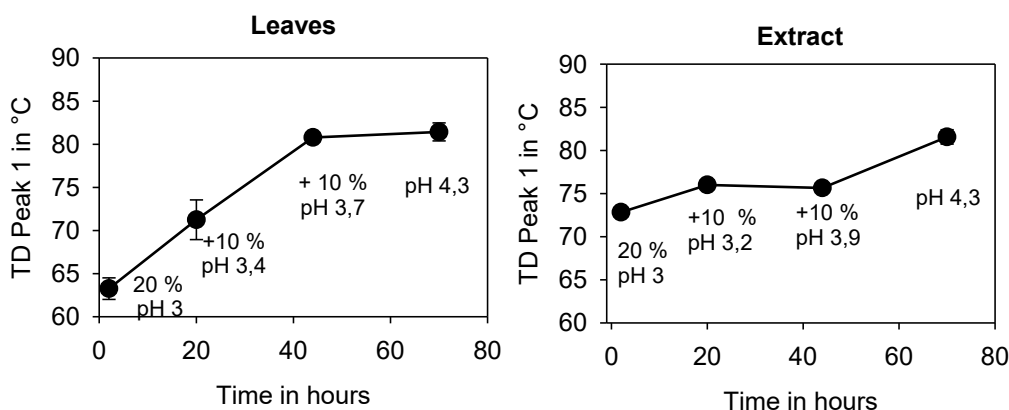 Leaves
TD Peak 1 in °C
90
85
80
75
70
65
60
20 %
pH 3
+10 %
pH 3,4
+ 10 %
pH 3,7
pH 4,3
0 20 40 60 80
Time in hours
Extract
TD Peak 1 in °C
90
85
80
75
70
65
60
20 %
pH 3
+10 %
pH 3,2
+10 %
pH 3,9
pH 4,3
0 20 40 60 80
Time in hours